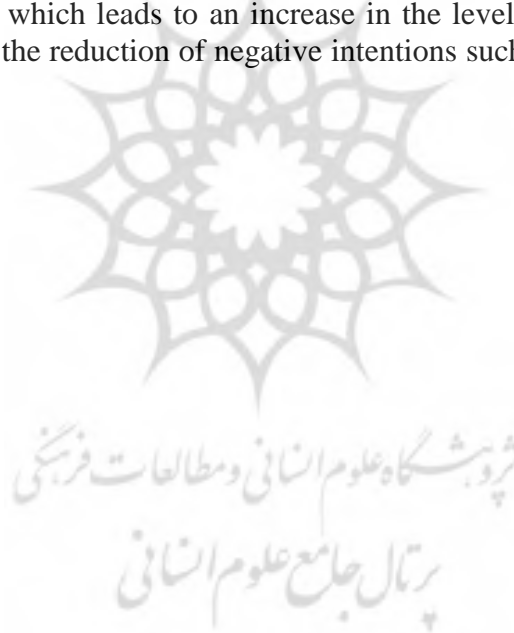 which leads to an increase in the level
the reduction of negative intentions such
پژوهشگاه علوم انسانی و مطالعات فرهنگی
پرتال جامع علوم انسانی